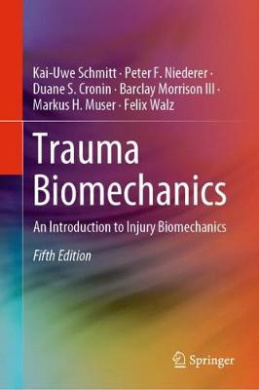 Kai-Uwe Schmitt · Peter F. Niederer ·
Duane S. Cronin · Barclay Morrison III ·
Markus H. Muser · Felix Walz
Trauma
Biomechanics
An Introduction to Injury Biomechanics
Fifth Edition
Springer